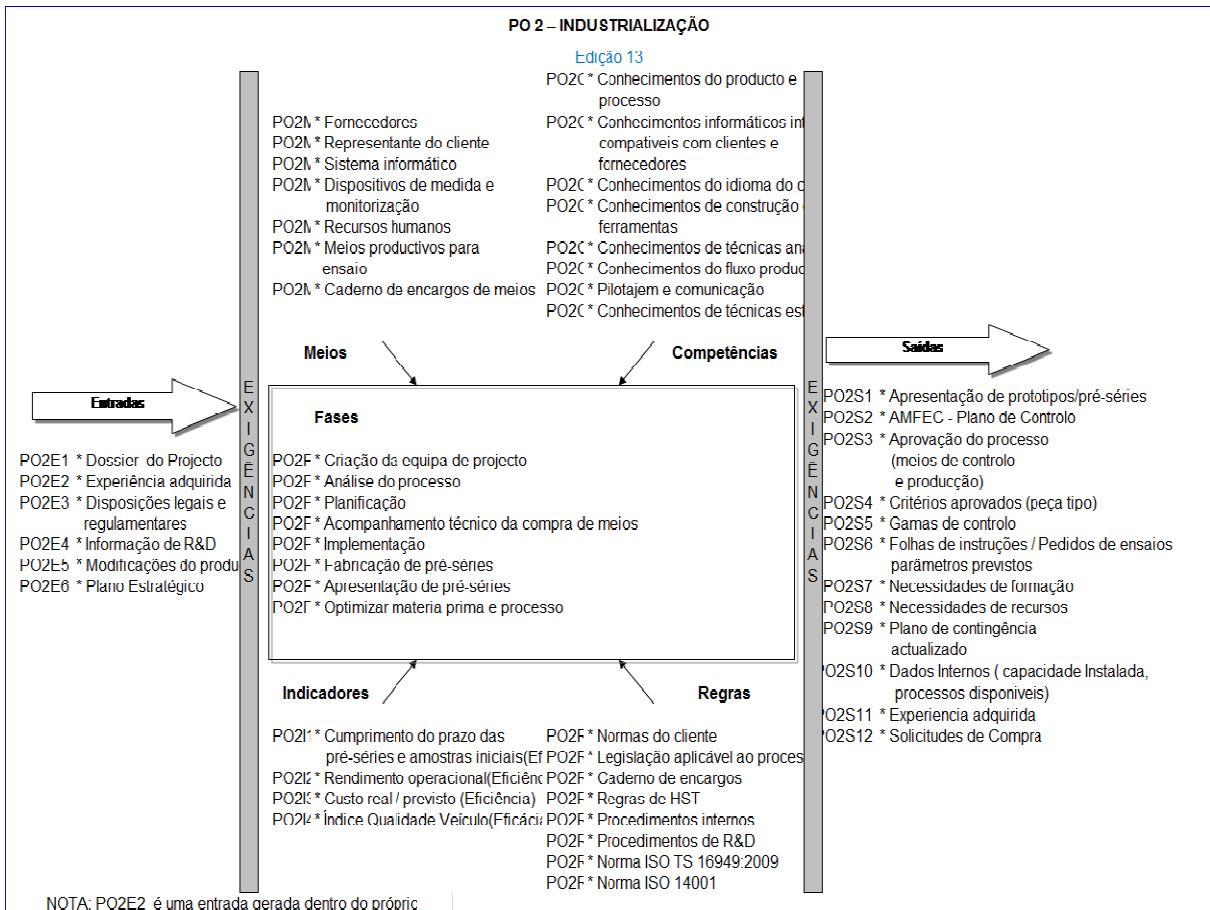 PO 2 – INDUSTRIALIZAÇÃO
Edição 13
PO2M * Fornecedores
PO2M * Representante do cliente
PO2M * Sistema informático
PO2M * Dispositivos de medida e
monitorização
PO2M * Recursos humanos
PO2M * Meios productivos para
ensaio
PO2M * Caderno de encargos de meios
Meios
PO2C * Conhecimentos do producto e
processo
PO2C * Conhecimentos informáticos
compativeis com clientes e
fornecedores
PO2C * Conhecimentos do idioma do
PO2C * Conhecimentos de construção
ferramentas
PO2C * Conhecimentos de técnicas
PO2C * Conhecimentos do fluxo
PO2C * Pilotajem e comunicação
PO2C * Conhecimentos de técnicas
Competências
Entradas
PO2E1 * Dossier do Projecto
PO2E2 * Experiência adquirida
PO2E3 * Disposições legais e
regulamentares
PO2E4 * Informação de R&D
PO2E5 * Modificações do
PO2E6 * Plano Estratégico
EXIGÊNCIAS
Fases
PO2F * Criação da equipa de projecto
PO2F * Análise do processo
PO2F * Planificação
PO2F * Acompanhamento técnico da compra de meios
PO2F * Implementação
PO2F * Fabricação de pré-séries
PO2F * Apresentação de pré-séries
PO2F * Optimizar materia prima e processo
EXIGÊNCIAS
Saídas
PO2S1 * Apresentação de prototipos/pré-séries
PO2S2 * AMFEC - Plano de Controlo
PO2S3 * Aprovação do processo
(meios de controlo
e producção)
PO2S4 * Critérios aprovados (peça tipo)
PO2S5 * Gamas de controlo
PO2S6 * Folhas de instruções / Pedidos de ensaios
parâmetros previstos
PO2S7 * Necessidades de formação
PO2S8 * Necessidades de recursos
PO2S9 * Plano de contingência
actualizado
PO2S10 * Dados Internos ( capacidade Instalada,
processos disponiveis)
PO2S11 * Experiencia adquirida
PO2S12 * Solicitudes de Compra
Indicadores
PO2I1 * Cumprimento do prazo das
pré-séries e amostras iniciais
PO2I2 * Rendimento operacional
PO2I3 * Custo real / previsto (Eficiência)
PO2I4 * Índice Qualidade Veículo
Regras
PO2R * Normas do cliente
PO2R * Legislação aplicável ao
PO2R * Caderno de encargos
PO2R * Regras de HST
PO2R * Procedimentos internos
PO2R * Procedimentos de R&D
PO2R * Norma ISO TS 16949:2009
PO2R * Norma ISO 14001
NOTA: PO2E2 é uma entrada gerada dentro do próprio